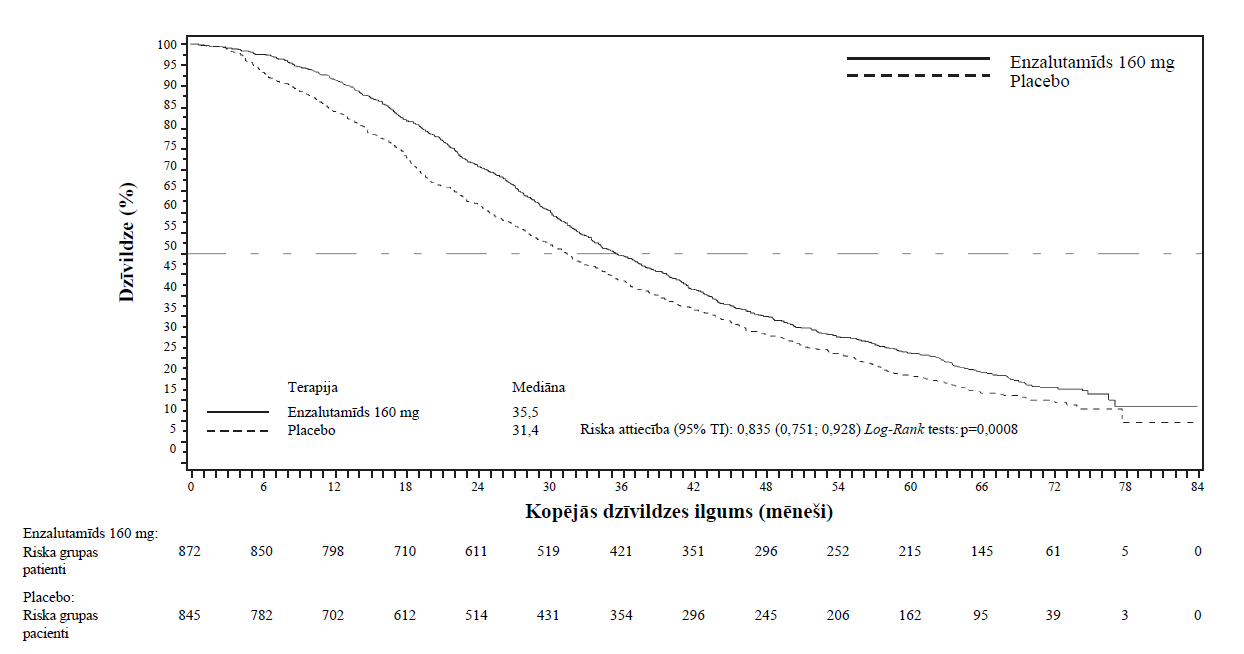 Enzalutamīds 160 mg
Placebo
Dzīvildze (%)
100
95
90
85
80
75
70
65
60
55
50
45
40
35
30
25
20
15
10
5
0
Terapija Mediāna
Enzalutamīds 160 mg 35,5
Placebo 31,4 Riska attiecība (95% TI): 0,835 (0,751; 0,928) Log-Rank tests: p=0,0008
0 6 12 18 24 30 36 42 48 54 60 66 72 78 84
Kopējās dzīvildzes ilgums (mēneši)
Enzalutamīds 160 mg:
Riska grupas 872 850 798 710 611 519 421 351 296 252 215 145 61 5 0
patienti
Placebo:
Riska grupas 845 782 702 612 514 431 354 296 245 206 162 95 39 3 0
pacienti